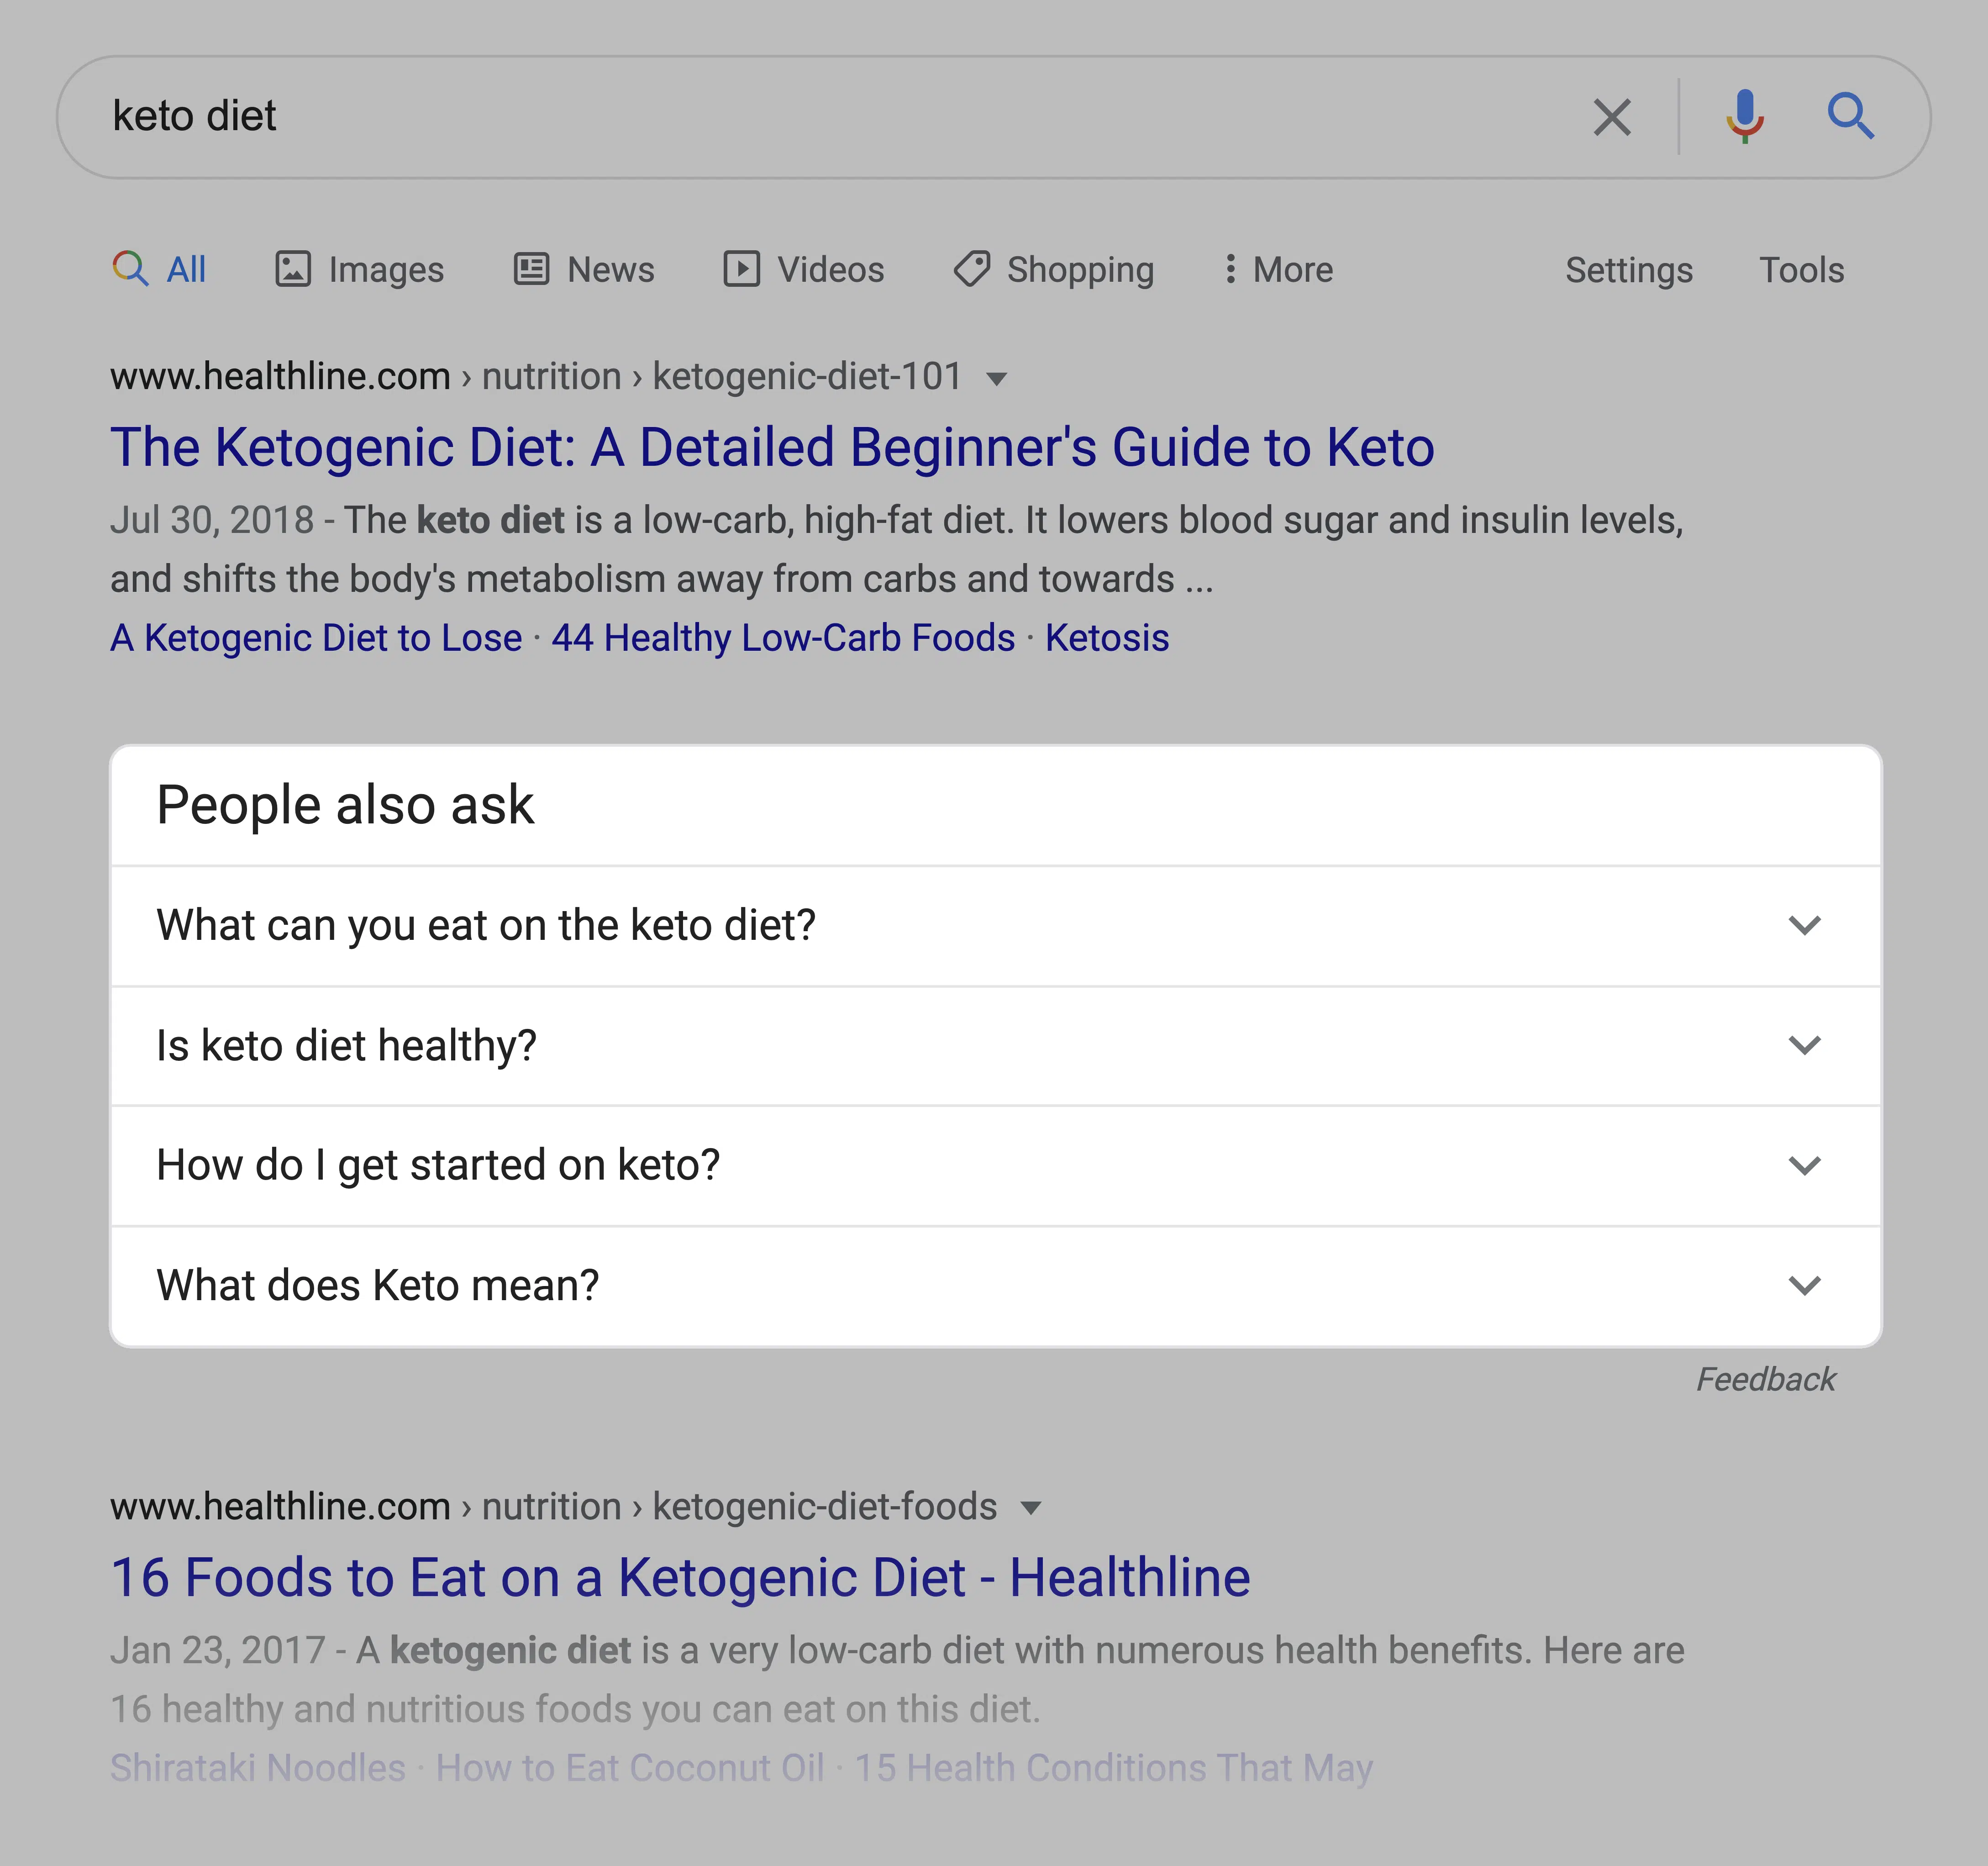 keto diet
All Images News Videos Shopping More Settings Tools
www.healthline.com › nutrition › ketogenic-diet-101
The Ketogenic Diet: A Detailed Beginner's Guide to Keto
Jul 30, 2018 - The keto diet is a low-carb, high-fat diet. It lowers blood sugar and insulin levels,
and shifts the body's metabolism away from carbs and towards ...
A Ketogenic Diet to Lose · 44 Healthy Low-Carb Foods · Ketosis
People also ask
What can you eat on the keto diet?
Is keto diet healthy?
How do I get started on keto?
What does Keto mean?
Feedback
www.healthline.com › nutrition › ketogenic-diet-foods
16 Foods to Eat on a Ketogenic Diet - Healthline
Jan 23, 2017 - A ketogenic diet is a very low-carb diet with numerous health benefits. Here are
16 healthy and nutritious foods you can eat on this diet.
Shirataki Noodles · How to Eat Coconut Oil · 15 Health Conditions That May